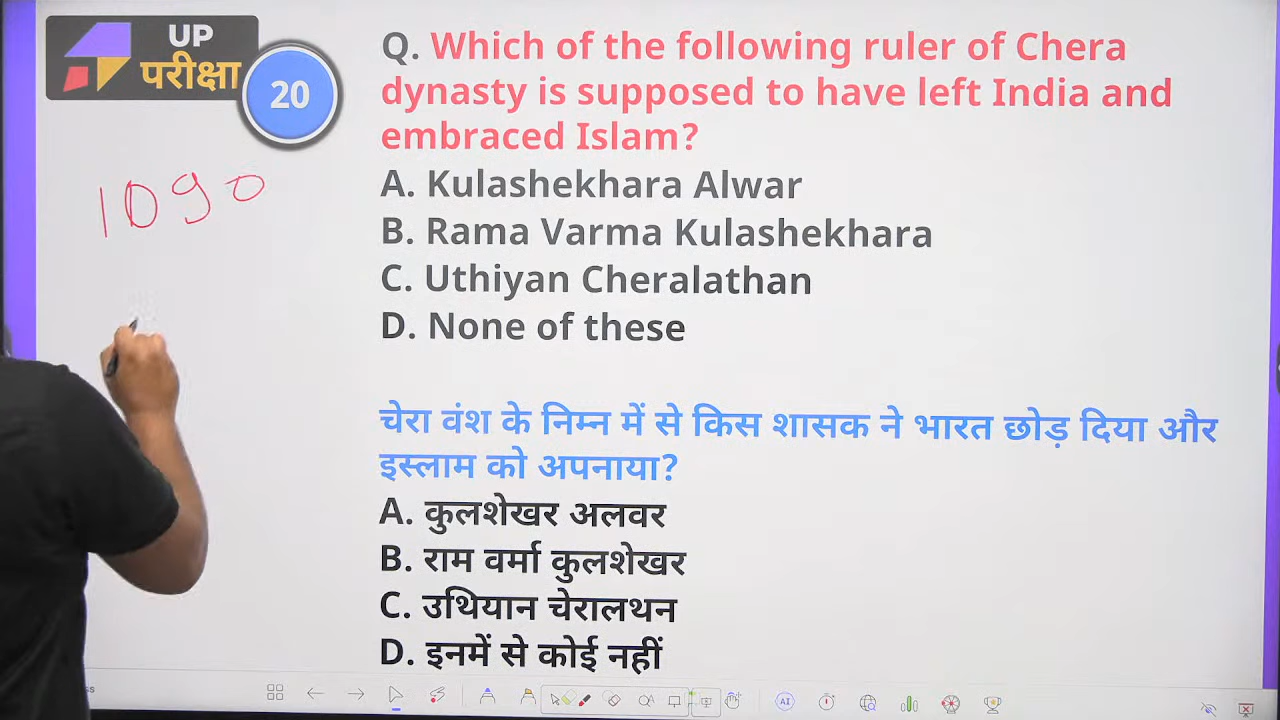 UP
परीक्षा
20
1090
Q. Which of the following ruler of Chera
dynasty is supposed to have left India and
embraced Islam?
A. Kulashekhara Alwar
B. Rama Varma Kulashekhara
C. Uthiyan Cheralathan
D. None of these
चेरा वंश के निम्न में से किस शासक ने भारत छोड़ दिया और
इस्लाम को अपनाया?
A. कुलशेखर अलवर
B. राम वर्मा कुलशेखर
C. उथियान चेरालथन
D. इनमें से कोई नहीं
AI